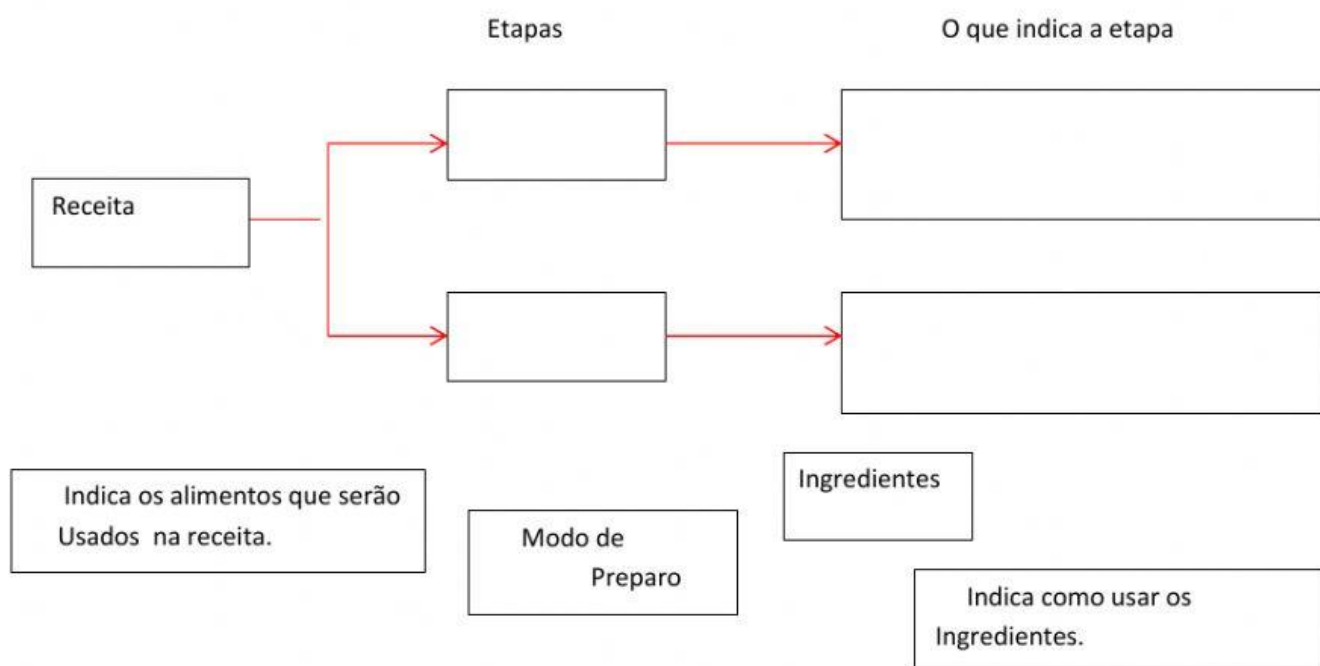 Etapas
O que indica a etapa
Receita
Indica os alimentos que serão
Usados na receita.
Modo de
Preparo
Ingredientes
Indica como usar os
Ingredientes.